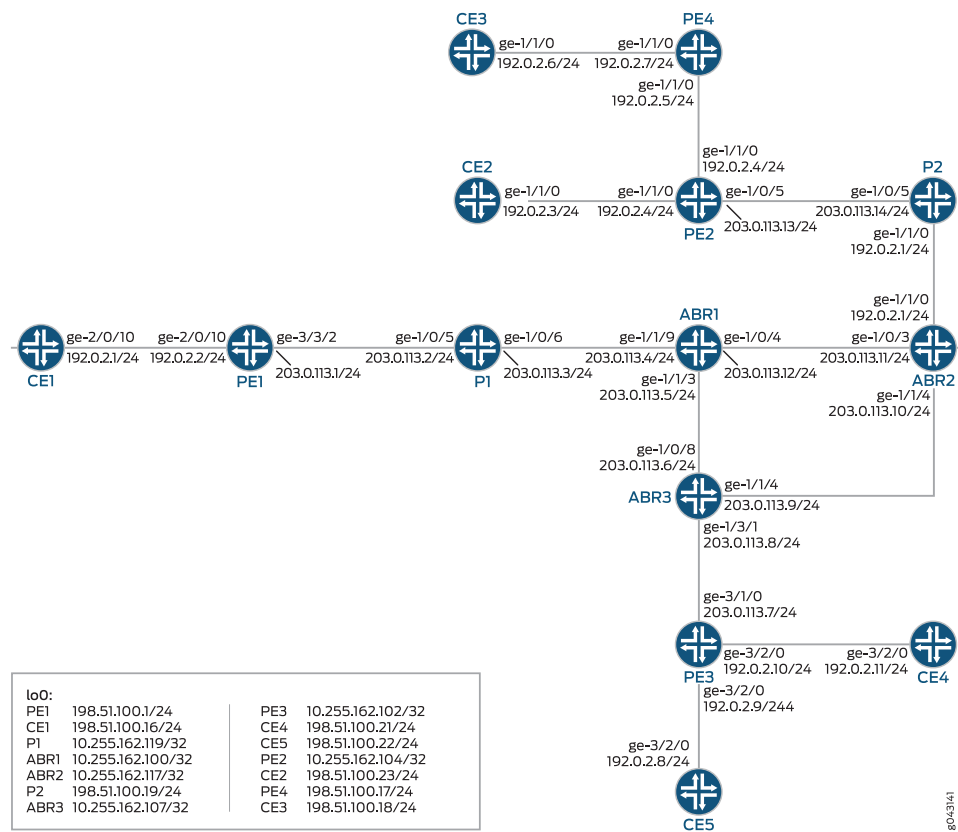 CE3
PE4
ge-1/1/0
ge-1/1/0
192.0.2.6/24
192.0.2.7/24
ge-1/1/0
192.0.2.5/24
ge-1/1/0
192.0.2.4/24
CE2
P2
ge-1/1/0
ge-1/1/0
ge-1/0/5
ge-1/0/5
192.0.2.3/24
192.0.2.4/24
203.0.113.13/24
203.0.113.14/24
PE2
ge-1/1/0
192.0.2.1/24
ge-1/1/0
192.0.2.1/24
ABR1
ge-2/0/10
ge-2/0/10
ge-3/3/2
ge-1/0/5
ge-1/0/6
ge-1/1/9
ge-1/0/4
ge-1/0/3
192.0.2.1/24
192.0.2.2/24
203.0.113.1/24
203.0.113.2/24
203.0.113.3/24
203.0.113.4/24
203.0.113.12/24
203.0.113.11/24
CE1
PE1
P1
ABR2
ge-1/1/3
203.0.113.5/24
ge-1/1/4
203.0.113.10/24
ge-1/0/8
203.0.113.6/24
ABR3
ge-1/1/4
203.0.113.9/24
ge-1/3/1
203.0.113.8/24
ge-3/1/0
203.0.113.7/24
ge-3/2/0
ge-3/2/0
192.0.2.10/24
192.0.2.11/24
PE3
CE4
ge-3/2/0
192.0.2.9/244
ge-3/2/0
192.0.2.8/24
CE5
lo0:
PE1 198.51.100.1/24
CE1 198.51.100.16/24
P1 10.255.162.119/32
ABR1 10.255.162.100/32
ABR2 10.255.162.117/32
P2 198.51.100.19/24
ABR3 10.255.162.107/32
PE3 10.255.162.102/32
CE4 198.51.100.21/24
CE5 198.51.100.22/24
PE2 10.255.162.104/32
CE2 198.51.100.23/24
PE4 198.51.100.17/24
CE3 198.51.100.18/24
g043141